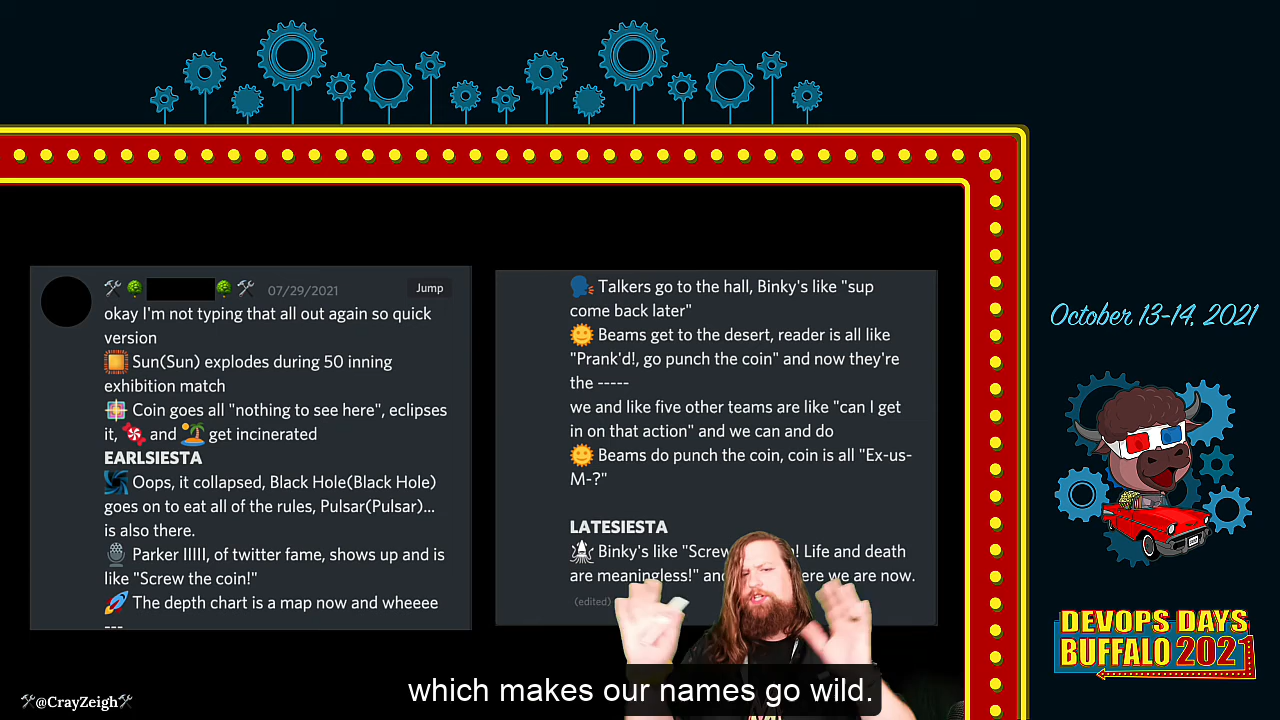 07/29/2021
Jump
okay I'm not typing that all out again so quick
version
Sun(Sun) explodes during 50 inning
exhibition match
Coin goes all "nothing to see here", eclipses
it, and get incinerated
EARLSIESTA
Oops, it collapsed, Black Hole(Black Hole)
goes on to eat all of the rules, Pulsar(Pulsar)...
is also there.
Parker IIIII, of twitter fame, shows up and is
like "Screw the coin!"
The depth chart is a map now and wheeee
---
Talkers go to the hall, Binky's like "sup
come back later"
Beams get to the desert, reader is all like
"Prank'd!, go punch the coin" and now they're
the -----
we and like five other teams are like "can I get
in on that action" and we can and do
Beams do punch the coin, coin is all "Ex-us-
M-?"
LATESIESTA
Binky's like "Screw ! Life and death
are meaningless!" ere we are now.
(edited)
which makes our names go wild.
@CrayZeigh
October 13-14, 2021
DEVOPS DAYS
BUFFALO 2021